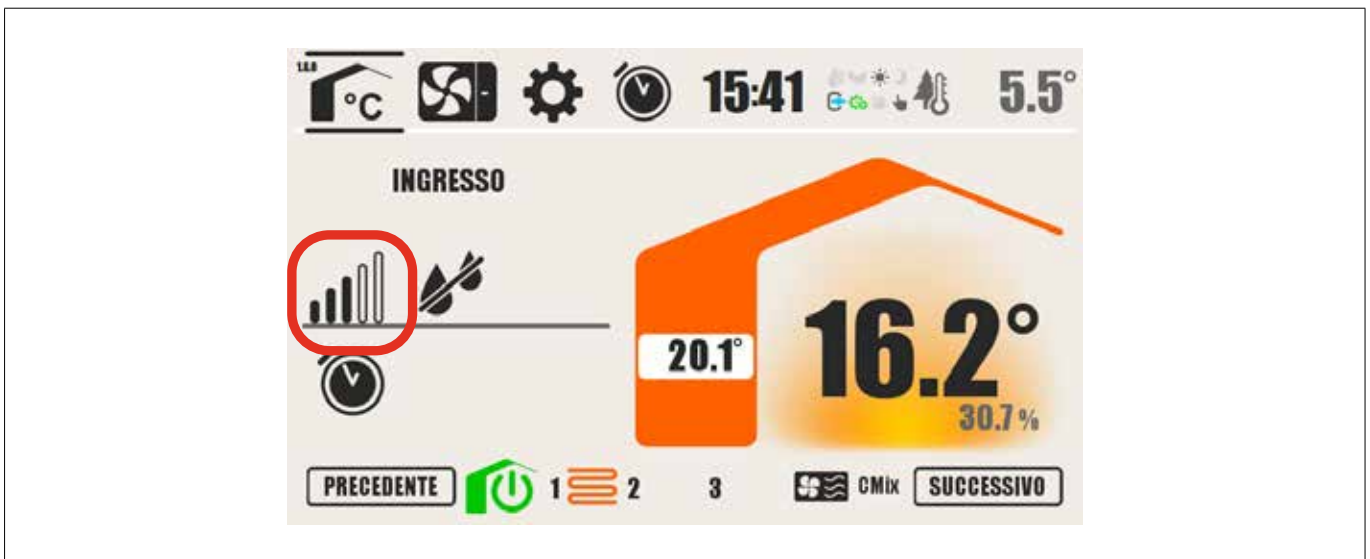 1.6.0
°C 15:41 5.5°
INGRESSO
20.1°
16.2°
30.7 %
PRECEDENTE 1 2 3 CMix SUCCESSIVO